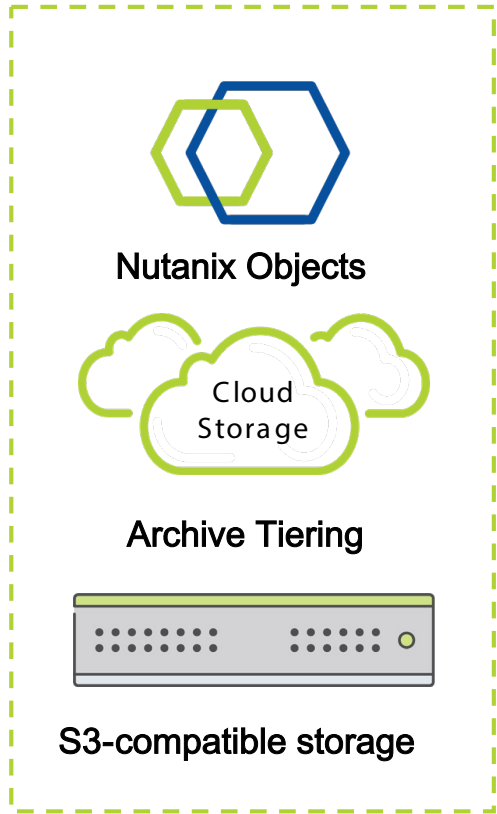 Nutanix Objects
Cloud
Storage
Archive Tiering
S3-compatible storage